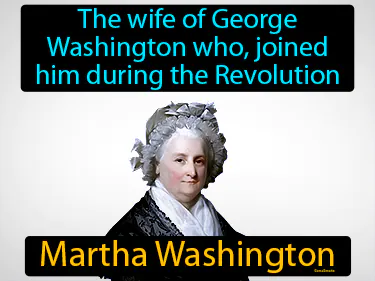 The wife of George
Washington who, joined
him during the Revolution
Martha Washington